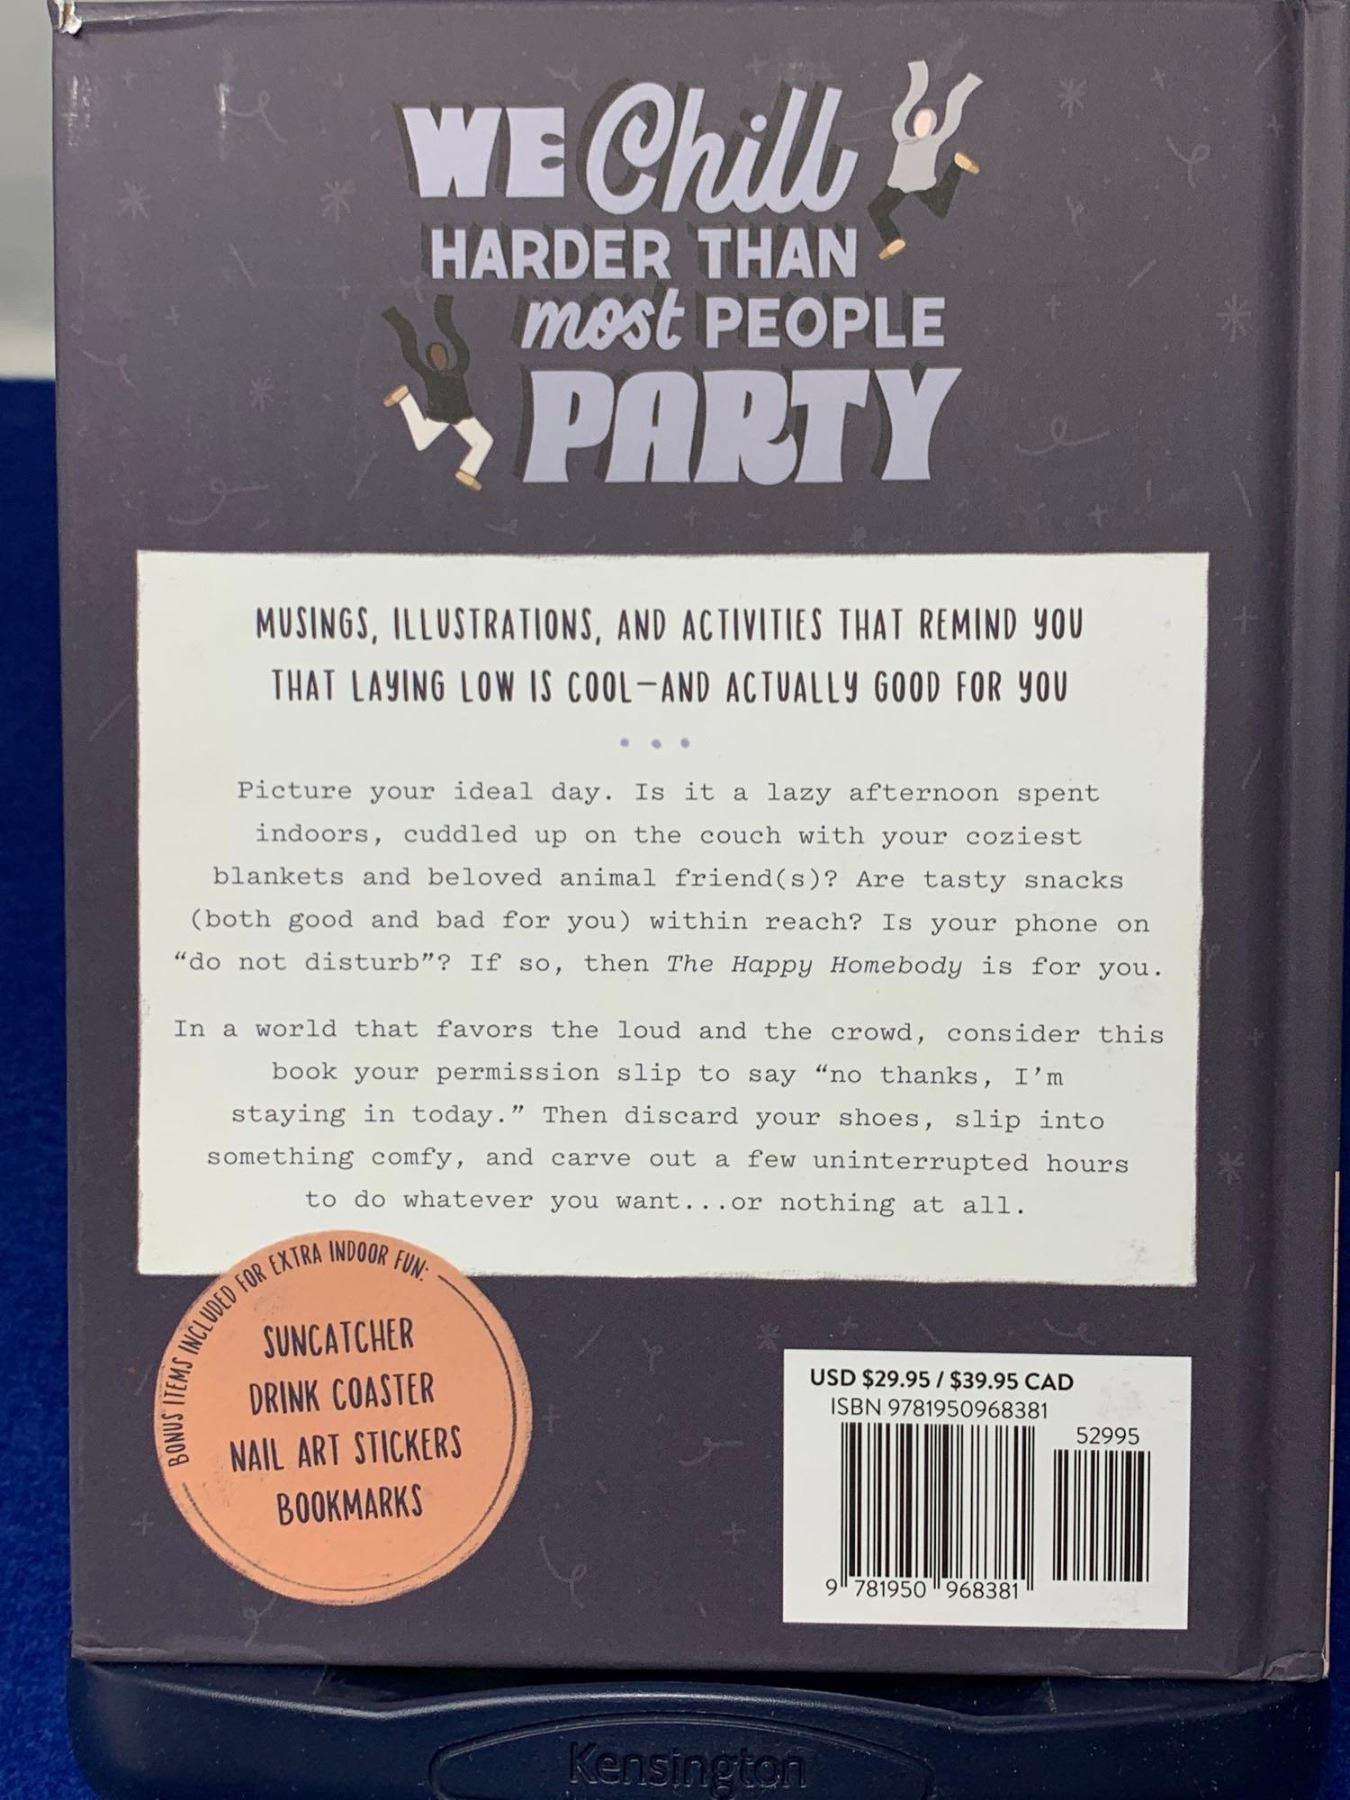 WE Chill
HARDER THAN
most PEOPLE
PARTY
MUSINGS, ILLUSTRATIONS, AND ACTIVITIES THAT REMIND YOU
THAT LAYING LOW IS COOL—AND ACTUALLY GOOD FOR YOU
Picture your ideal day. Is it a lazy afternoon spent
indoors, cuddled up on the couch with your coziest
blankets and beloved animal friend(s)? Are tasty snacks
(both good and bad for you) within reach? Is your phone on
“do not disturb”? If so, then The Happy Homebody is for you.
In a world that favors the loud and the crowd, consider this
book your permission slip to say “no thanks, I’m
staying in today.” Then discard your shoes, slip into
something comfy, and carve out a few uninterrupted hours
to do whatever you want...or nothing at all.
BONUS ITEMS INCLUDED FOR EXTRA INDOOR FUN:
SUNCATCHER
DRINK COASTER
NAIL ART STICKERS
BOOKMARKS
USD $29.95 / $39.95 CAD
ISBN 9781950968381
52995
9 781950 968381
Kensington